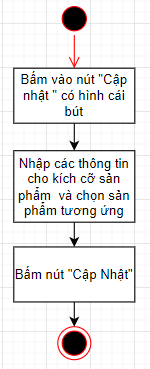 Bấm vào nút "Cập
nhật " có hình cái
bút
Nhập các thông tin
cho kích cỡ sản
phẩm và chọn sản
phẩm tương ứng
Bấm nút "Cập Nhật"